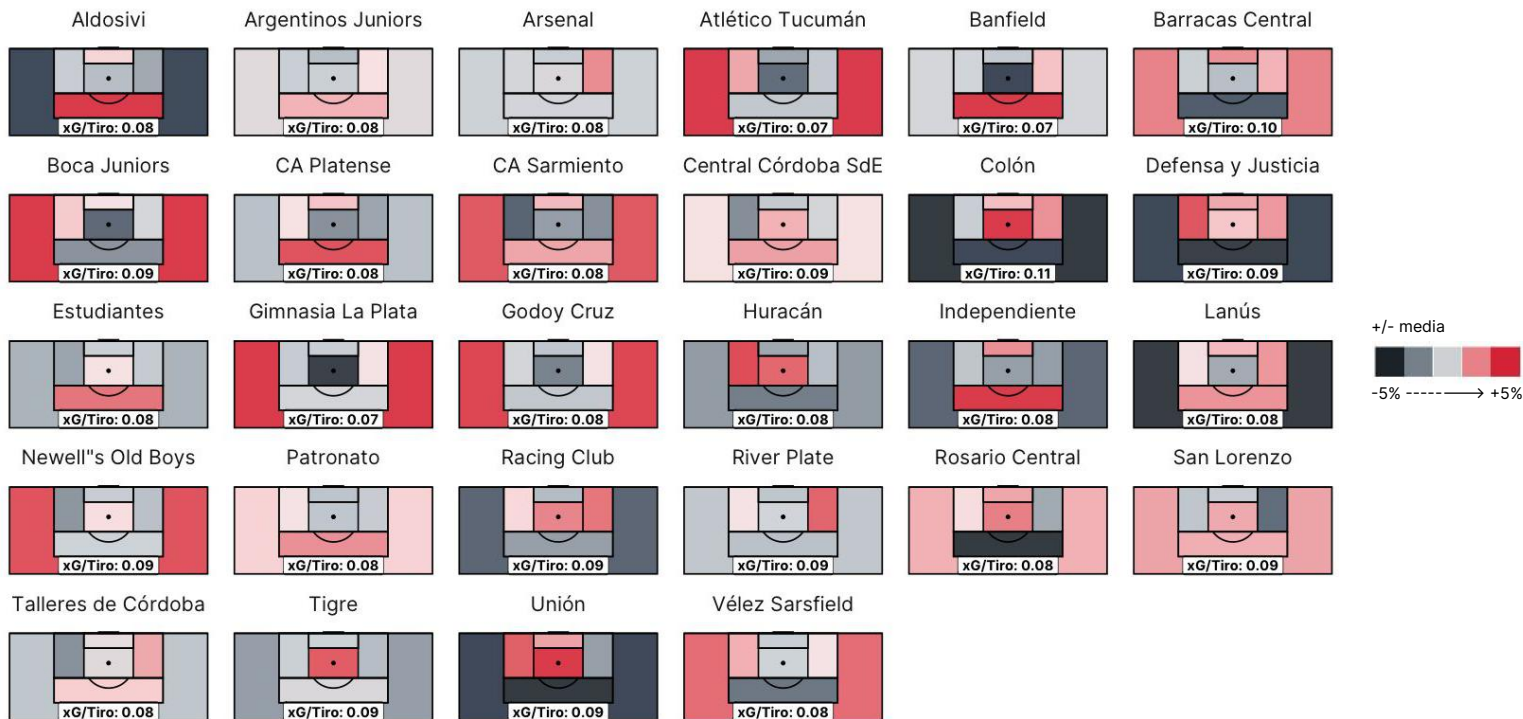 Aldosivi
Argentinos Juniors
Arsenal
Atlético Tucumán
Banfield
Barracas Central
xG/Tiro: 0.08
xG/Tiro: 0.08
xG/Tiro: 0.08
xG/Tiro: 0.07
xG/Tiro: 0.07
xG/Tiro: 0.10
Boca Juniors
CA Platense
CA Sarmiento
Central Córdoba SdE
Colón
Defensa y Justicia
xG/Tiro: 0.09
xG/Tiro: 0.08
xG/Tiro: 0.08
xG/Tiro: 0.09
xG/Tiro: 0.11
xG/Tiro: 0.09
Estudiantes
Gimnasia La Plata
Godoy Cruz
Huracán
Independiente
Lanús
xG/Tiro: 0.08
xG/Tiro: 0.07
xG/Tiro: 0.08
xG/Tiro: 0.08
xG/Tiro: 0.08
xG/Tiro: 0.08
+/- media
-5% --------> +5%
Newell"s Old Boys
Patronato
Racing Club
River Plate
Rosario Central
San Lorenzo
xG/Tiro: 0.09
xG/Tiro: 0.08
xG/Tiro: 0.09
xG/Tiro: 0.09
xG/Tiro: 0.08
xG/Tiro: 0.09
Talleres de Córdoba
Tigre
Unión
Vélez Sarsfield
xG/Tiro: 0.08
xG/Tiro: 0.09
xG/Tiro: 0.09
xG/Tiro: 0.08